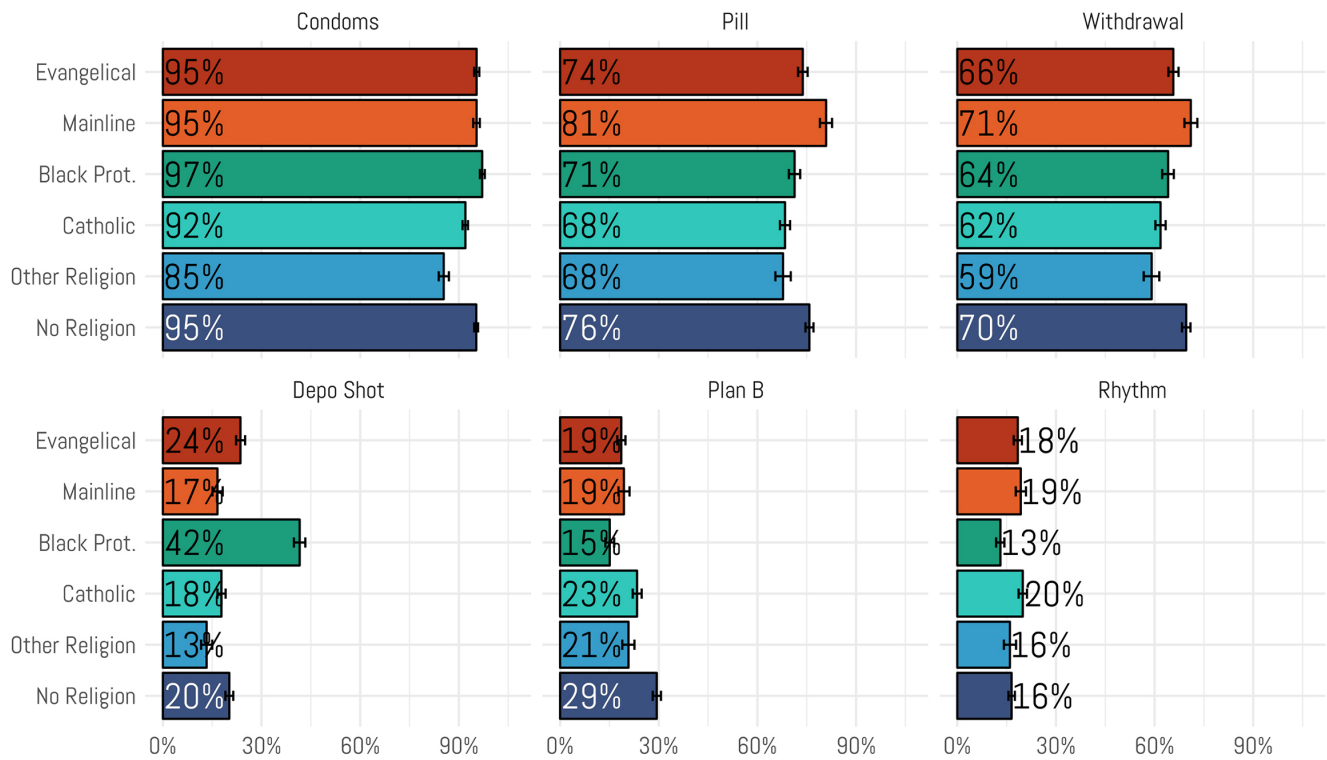 Condoms Pill Withdrawal
Evangelical 95% 74% 66%
Mainline 95% 81% 71%
Black Prot. 97% 71% 64%
Catholic 92% 68% 62%
Other Religion 85% 68% 59%
No Religion 95% 76% 70%
Depo Shot Plan B Rhythm
Evangelical 24% 19% 18%
Mainline 17% 19% 19%
Black Prot. 42% 15% 13%
Catholic 18% 23% 20%
Other Religion 13% 21% 16%
No Religion 20% 29% 16%
0% 30% 60% 90% 0% 30% 60% 90% 0% 30% 60% 90%